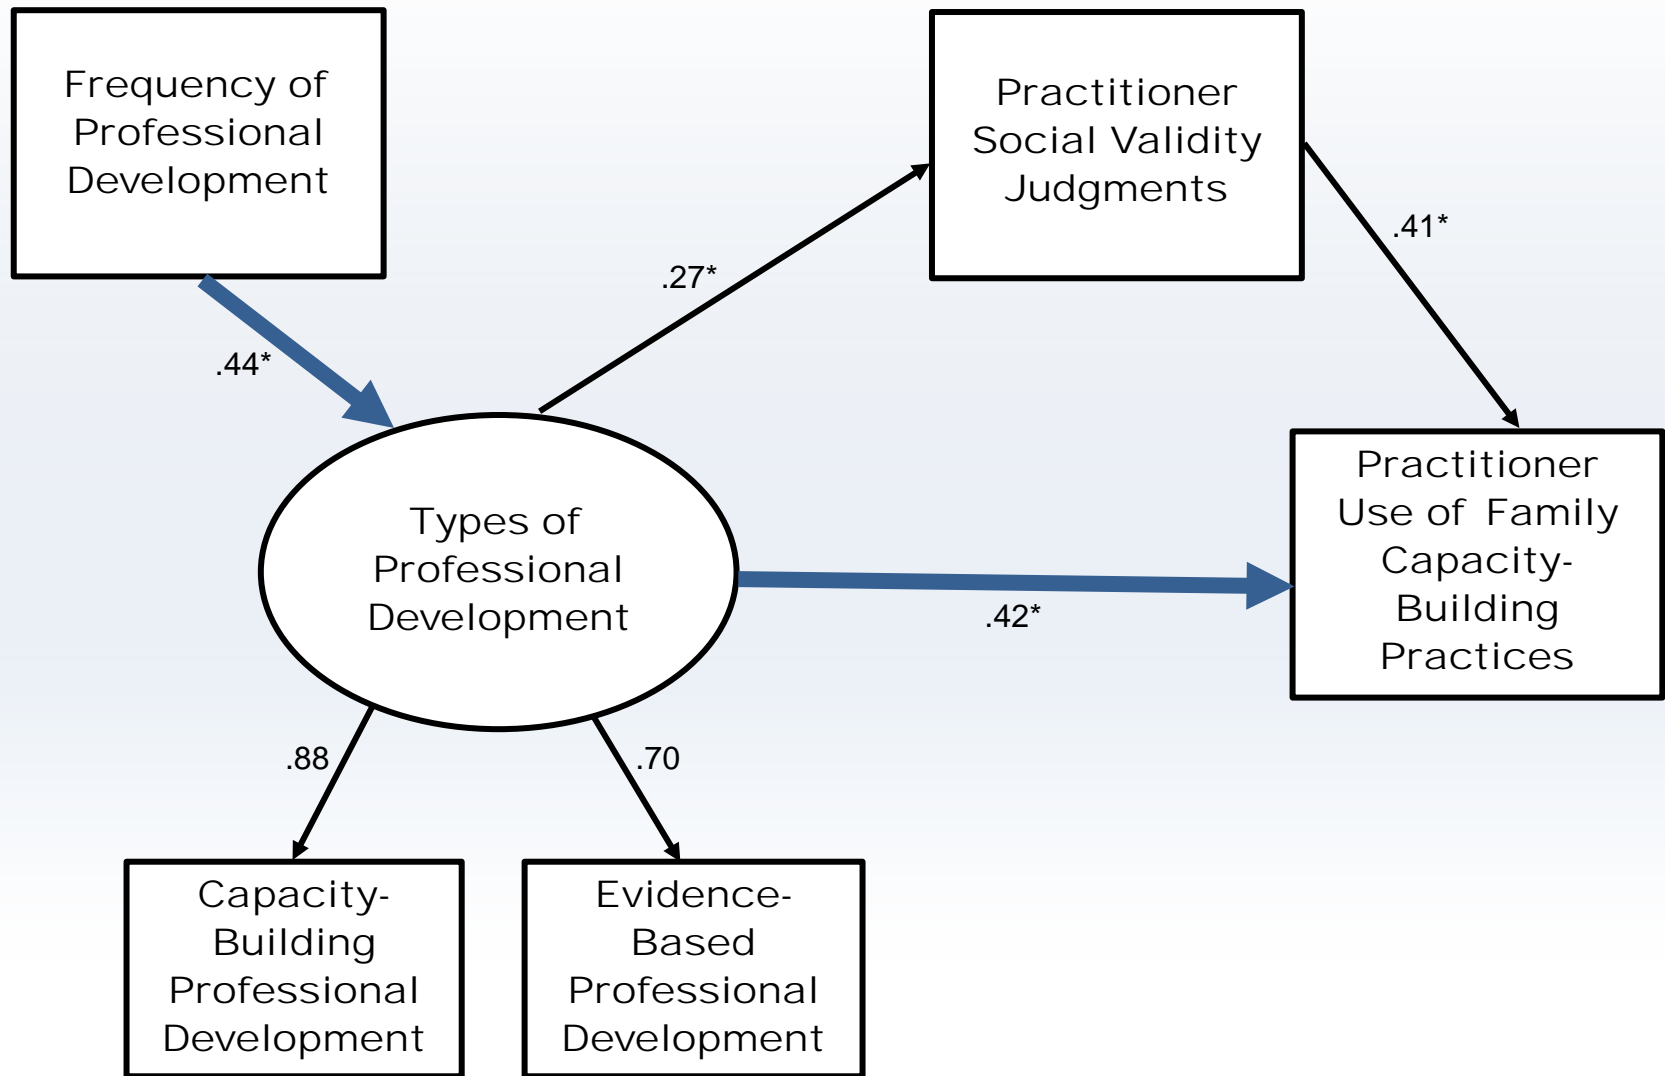 Frequency of
Professional
Development
Practitioner
Social Validity
Judgments
.41*
.27*
.44*
Types of
Professional
Development
.42*
Practitioner
Use of Family
Capacity-
Building
Practices
.88
.70
Capacity-
Building
Professional
Development
Evidence-
Based
Professional
Development